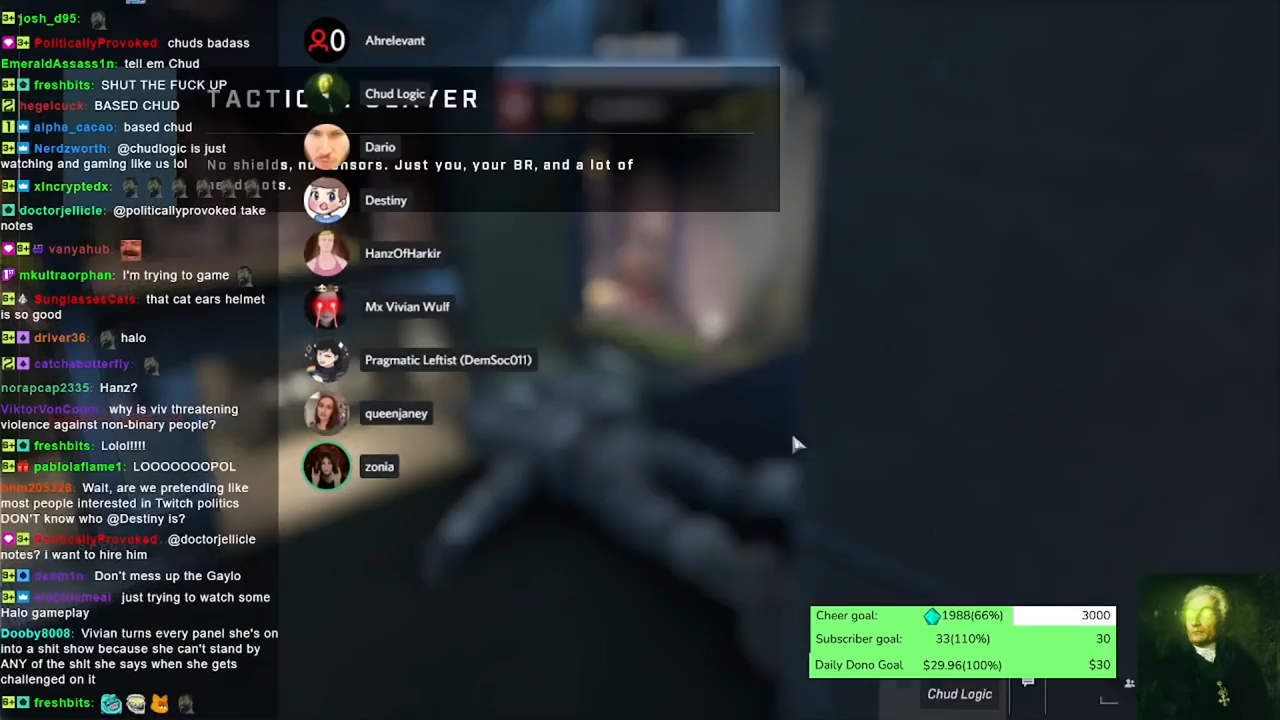 josh_d95:
PoliticallyProvoked: chuds badass
EmeraldAssass1n: tell em Chud
freshbits: SHUT THE FUCK UP
hegelcuck: BASED CHUD
alpha_cacao: based chud
Nerdzworth: @chudlogic is just
watching and gaming like us lol
xIncryptedx:
doctorjellicle: @politicallyprovoked take
notes
vanyahub:
mkultraorphan: I'm trying to game
SunglassesCats: that cat ears helmet
is so good
driver36: halo
catchabutterfly:
norapcap2335: Hanz?
why is viv threatening
violence against non-binary people?
freshbits: Lolol!!!!
pablolaflame1: LOOOOOOPOL
Wait, are we pretending like
most people interested in Twitch politics
DON'T know who @Destiny is?
PoliticallyProvoked: @doctorjellicle
notes? i want to hire him
Don't mess up the Gaylo
just trying to watch some
Halo gameplay
Dooby8008: Vivian turns every panel she's on
into a shit show because she can't stand by
ANY of the shit she says when she gets
challenged on it
freshbits:
0 Ahrelevant
Chud Logic
Dario
Destiny
HanzOfHarkir
Mx Vivian Wulf
Pragmatic Leftist (DemSoc011)
queenjaney
zonia
No shields, no sensors. Just you, your BR, and a lot of
Cheer goal: 1988(66%) 3000
Subscriber goal: 33(110%) 30
Daily Dono Goal $29.96(100%) $30
Chud Logic